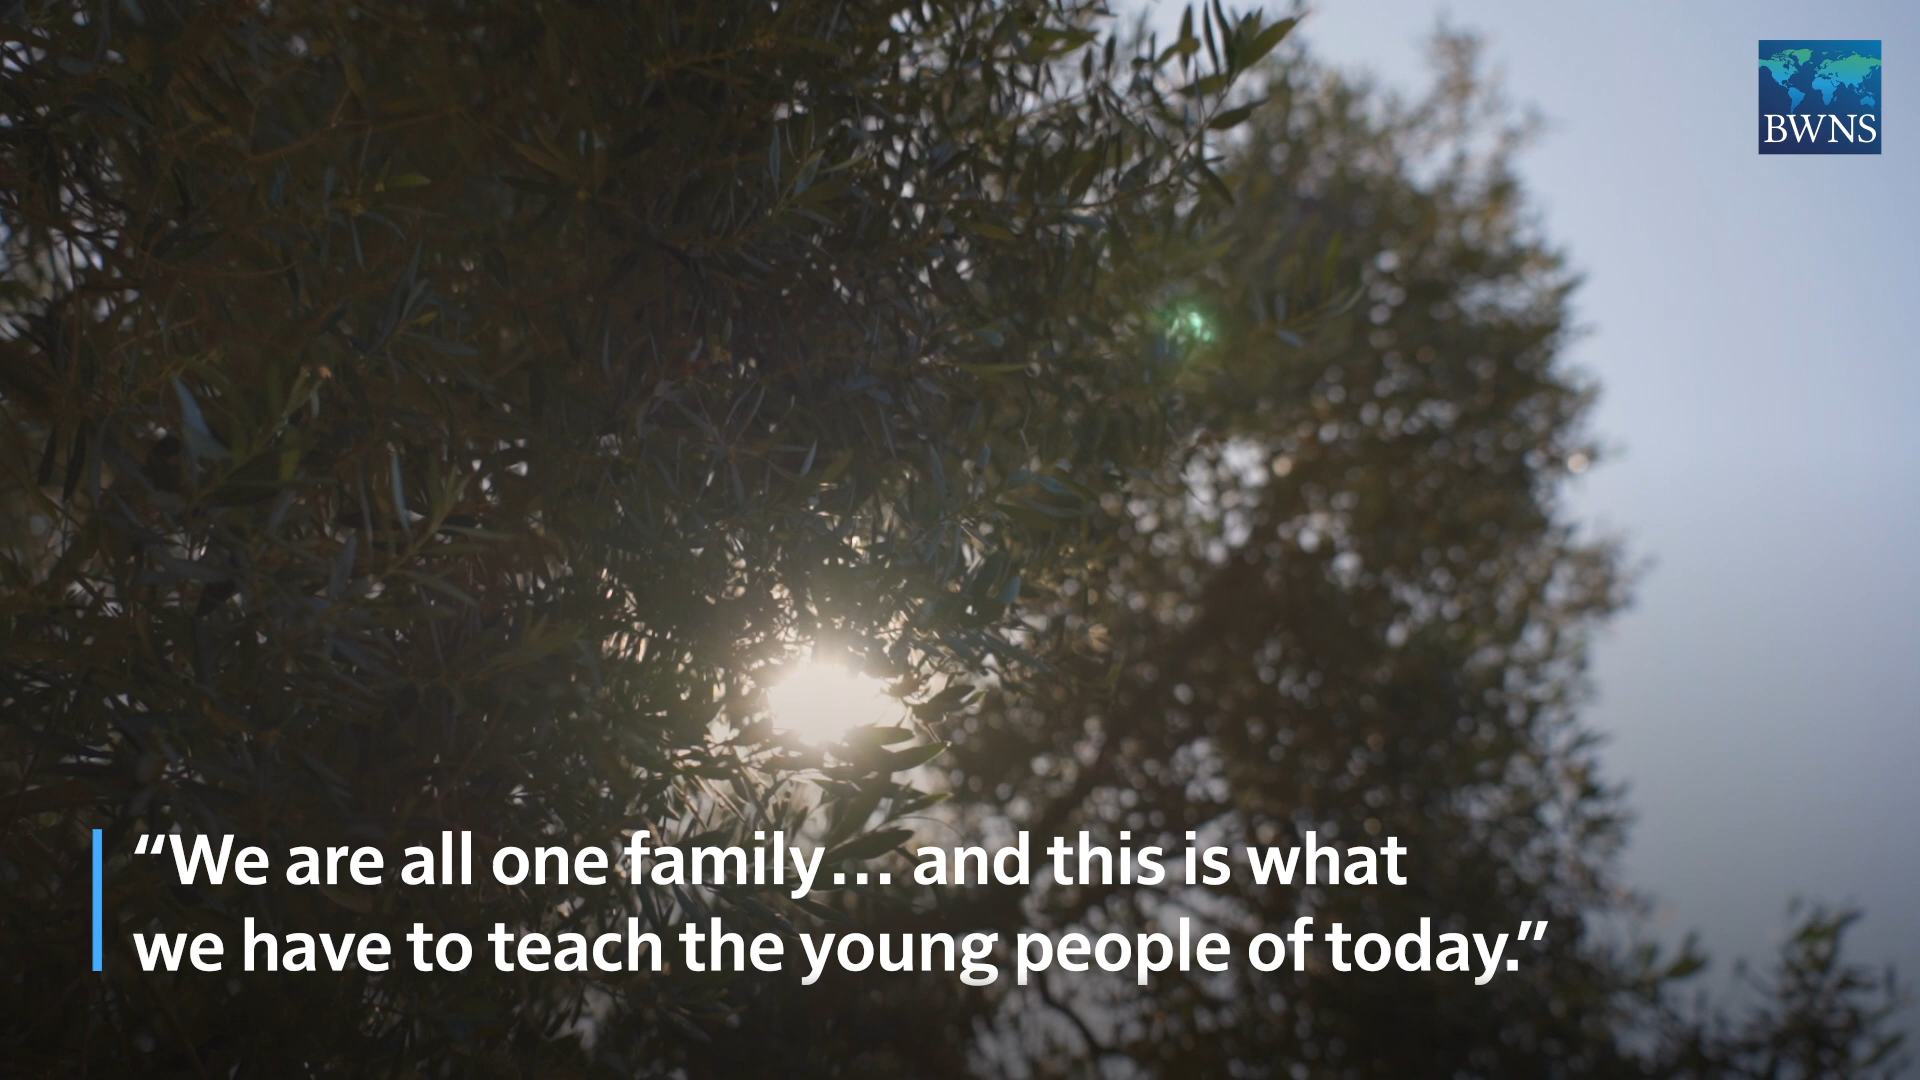 BWNS
“We are all one family… and this is what
we have to teach the young people of today.”